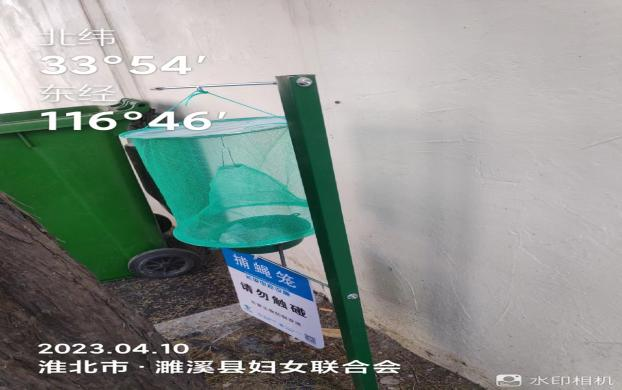 北纬
33°54′
东经
116°46′
捕蝇笼
请勿触碰
2023.04.10
淮北市·濉溪县妇女联合会
水印相机